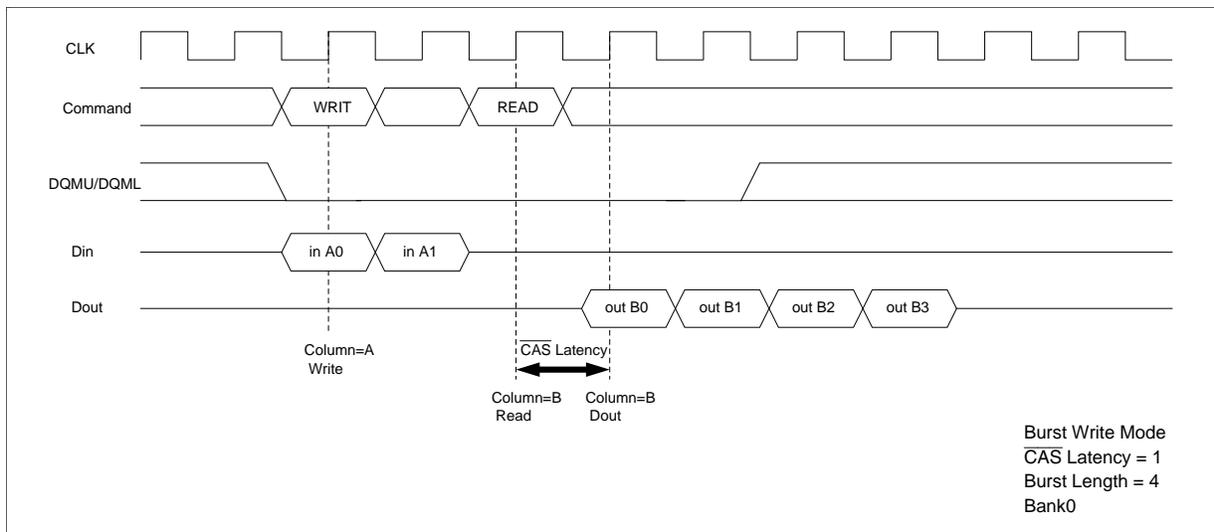 CLK
Command
WRIT
READ
DQMU/DQML
Din
in A0
in A1
Dout
out B0
out B1
out B2
out B3
Column=A
Write
CAS Latency
Column=B
Read
Column=B
Dout
Burst Write Mode
CAS Latency = 1
Burst Length = 4
Bank0